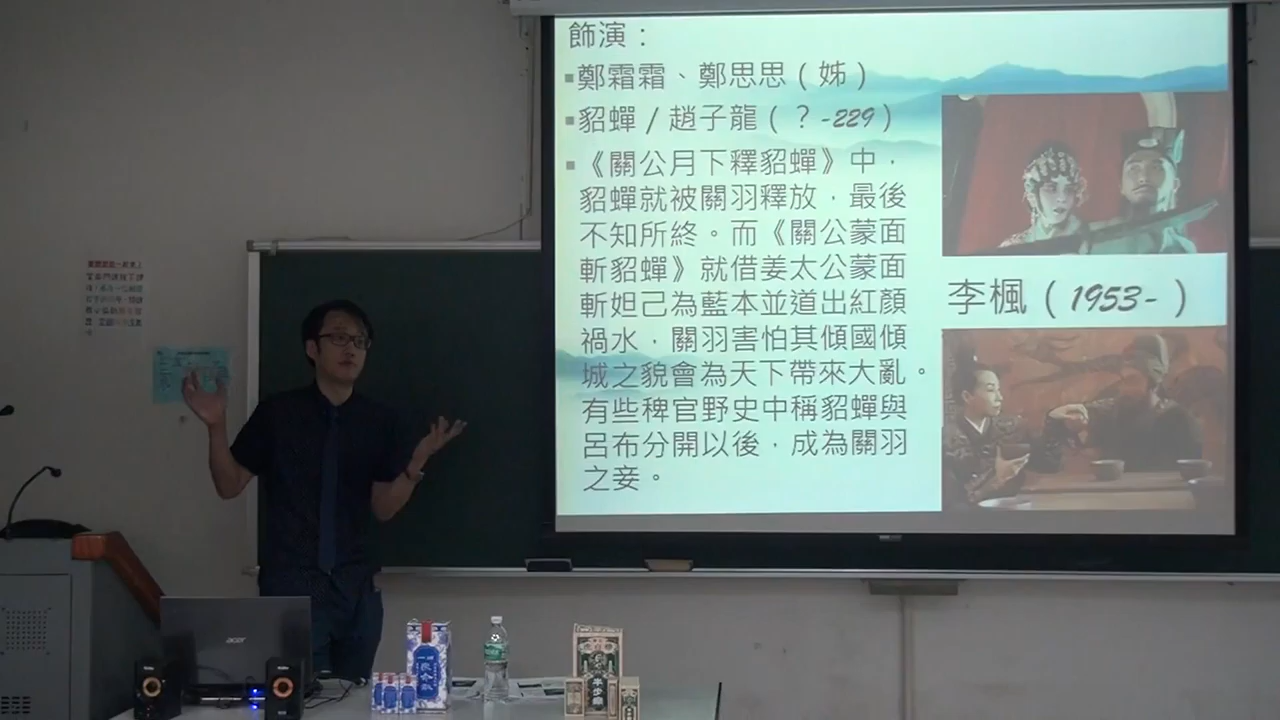 飾演：
▪鄭霜霜、鄭思思（姊）
▪貂蟬 / 趙子龍（？-229）
▪《關公月下釋貂蟬》中，
貂蟬就被關羽釋放，最後
不知所終。而《關公蒙面
斬貂蟬》就借姜太公蒙面
斬妲己為藍本並道出紅顏
禍水，關羽害怕其傾國傾
城之貌會為天下帶來大亂。
有些稗官野史中稱貂蟬與
呂布分開以後，成為關羽
之妾。
李楓（1953-）
acer